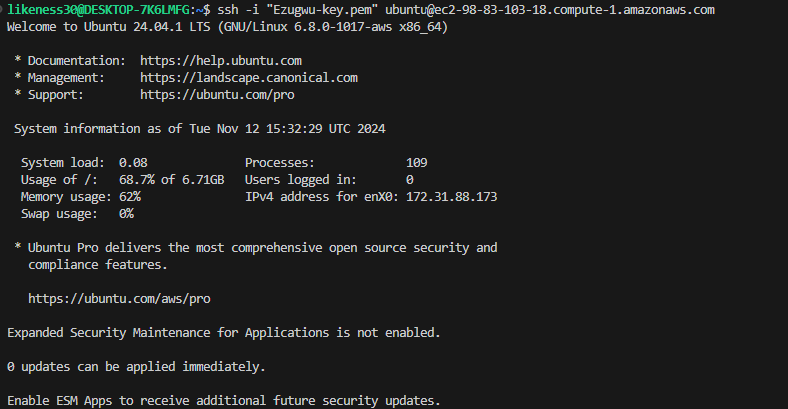 likeness30@DESKTOP-7K6LMFG:~$ ssh -i "Ezugwu-key.pem" ubuntu@ec2-98-83-103-18.compute-1.amazonaws.com
Welcome to Ubuntu 24.04.1 LTS (GNU/Linux 6.8.0-1017-aws x86_64)

 * Documentation:  https://help.ubuntu.com
 * Management:     https://landscape.canonical.com
 * Support:        https://ubuntu.com/pro

 System information as of Tue Nov 12 15:32:29 UTC 2024

  System load:  0.08              Processes:             109
  Usage of /:   68.7% of 6.71GB   Users logged in:       0
  Memory usage: 62%               IPv4 address for enX0: 172.31.88.173
  Swap usage:   0%

 * Ubuntu Pro delivers the most comprehensive open source security and
   compliance features.

   https://ubuntu.com/aws/pro

Expanded Security Maintenance for Applications is not enabled.

0 updates can be applied immediately.

Enable ESM Apps to receive additional future security updates.